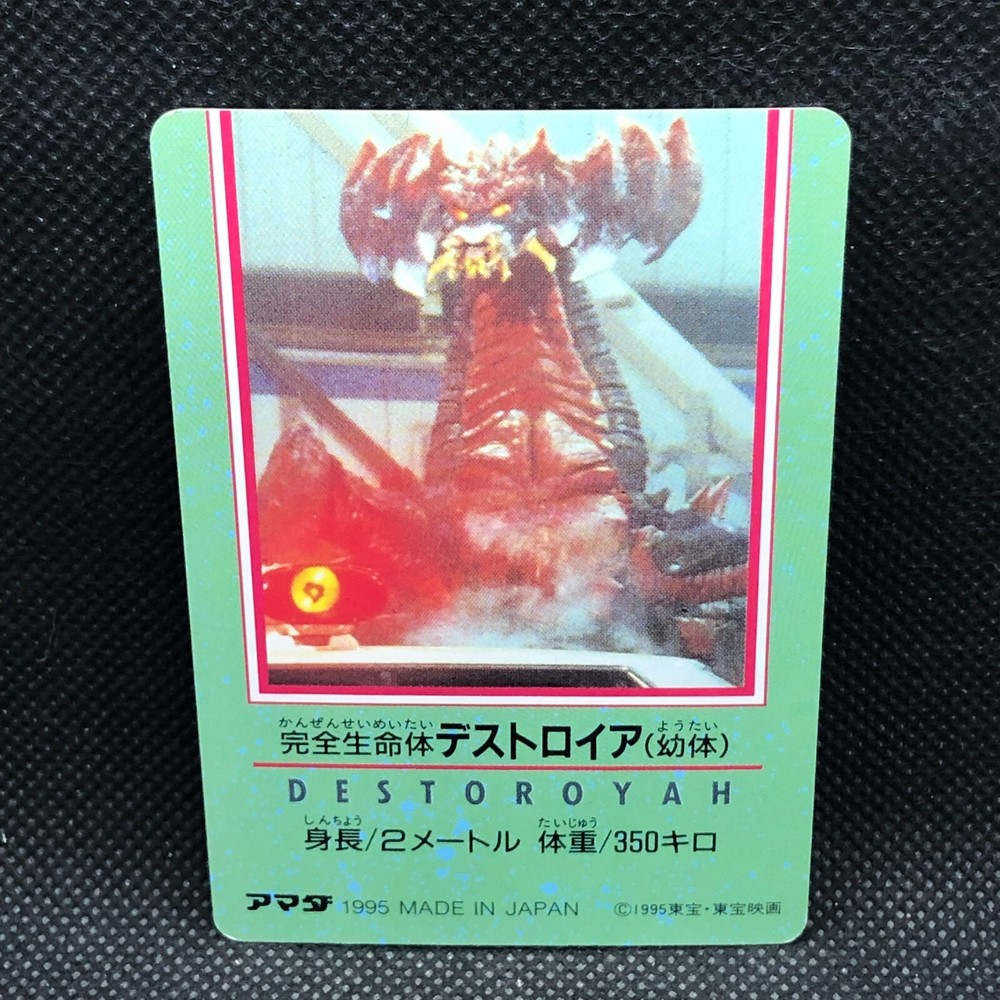 かんぜんせいめいたい ようたい
完全生命体デストロイア(幼体)
DESTOROYAH
しんちょう たいじゅう
身長/2メートル 体重/350キロ
アマダ 1995 MADE IN JAPAN ©1995東宝・東宝映画